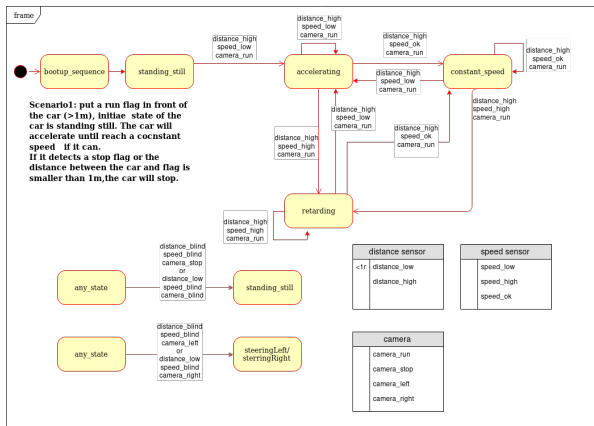 frame
distance_high
speed_low
camera_run
distance_high
speed_low
camera_run
distance_high
speed_ok
camera_run
distance_high
speed_ok
camera_run
bootup_sequence
standing_still
accelerating
constant_speed
distance_high
speed_low
camera_run
Scenario1: put a run flag in front of
the car (>1m), initiae state of the
car is standing still. The car will
accelerate until reach a cocnstant
speed if it can.
If it detects a stop flag or the
distance between the car and flag is
smaller than 1m,the car will stop.
distance_high
speed_high
camera_run
distance_high
speed_low
camera_run
distance_high
speed_ok
camera_run
distance_high
speed_high
camera_run
retarding
distance_high
speed_high
camera_run
distance_blind
speed_blind
camera_stop
or
distance_low
speed_blind
camera_blind
any_state
standing_still
distance sensor
<1r distance_low
distance_high
speed sensor
speed_low
speed_high
speed_ok
distance_blind
speed_blind
camera_left
or
distance_low
speed_blind
camera_right
any_state
steeringLeft/
sterringRight
camera
camera_run
camera_stop
camera_left
camera_right